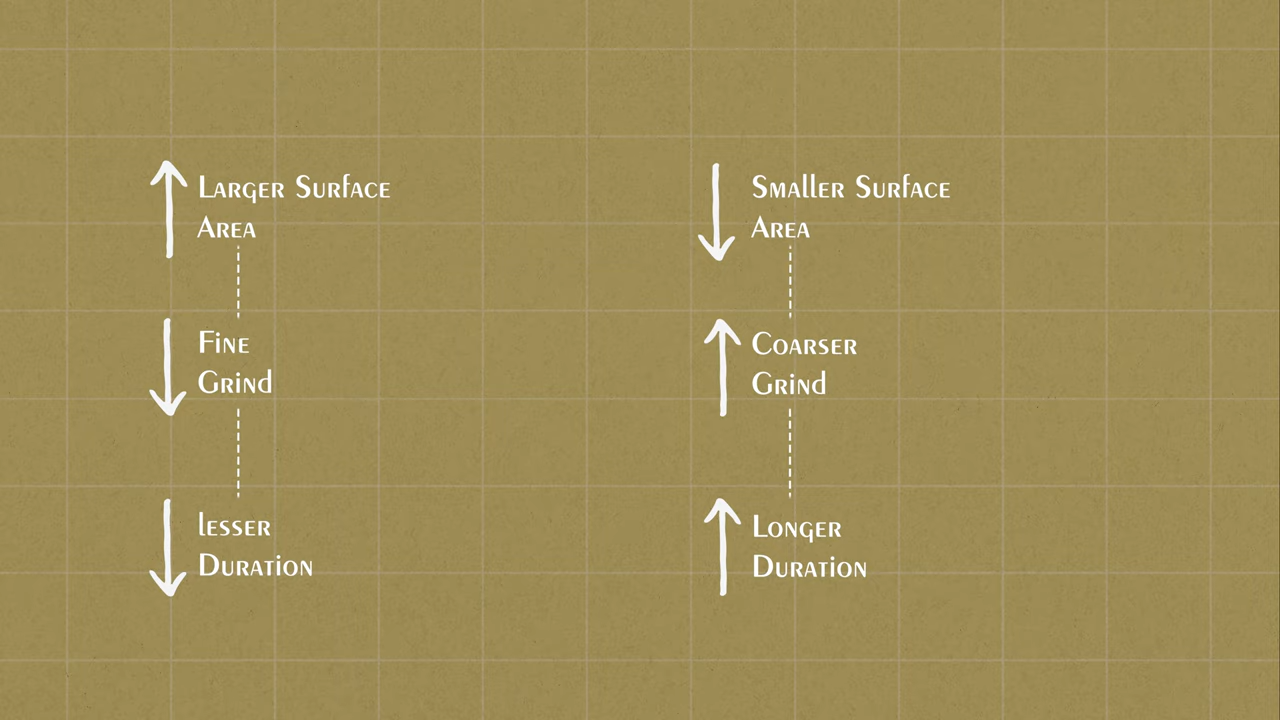 Larger Surface
Area
Fine
Grind
lesser
Duration
Smaller Surface
Area
Coarser
Grind
Longer
Duration